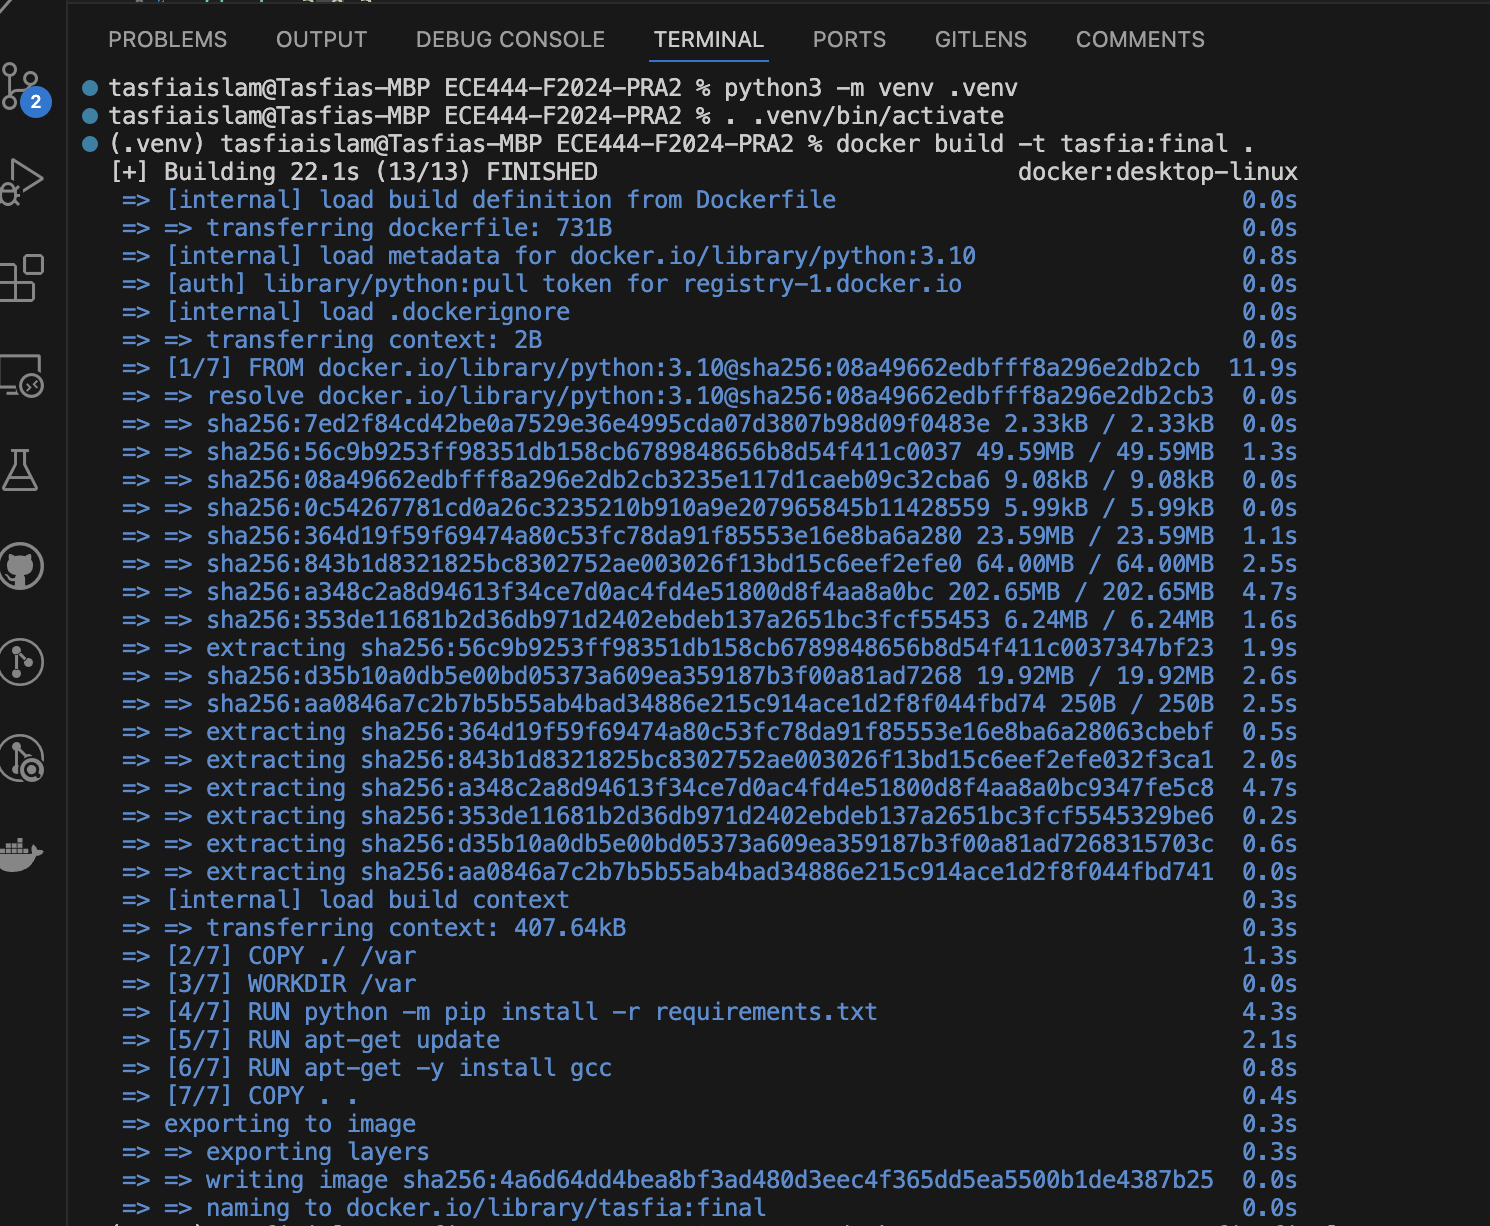 PROBLEMS OUTPUT DEBUG CONSOLE TERMINAL PORTS GITLENS COMMENTS
2
tasfiaislam@Tasfias-MBP ECE444-F2024-PRA2 % python3 -m venv .venv
tasfiaislam@Tasfias-MBP ECE444-F2024-PRA2 % . .venv/bin/activate
(.venv) tasfiaislam@Tasfias-MBP ECE444-F2024-PRA2 % docker build -t tasfia:final .
[+] Building 22.1s (13/13) FINISHED docker:desktop-linux
=> [internal] load build definition from Dockerfile 0.0s
=> => transferring dockerfile: 731B 0.0s
=> [internal] load metadata for docker.io/library/python:3.10 0.8s
=> [auth] library/python:pull token for registry-1.docker.io 0.0s
=> [internal] load .dockerignore 0.0s
=> => transferring context: 2B 0.0s
=> [1/7] FROM docker.io/library/python:3.10@sha256:08a49662edbfff8a296e2db2cb 11.9s
=> => resolve docker.io/library/python:3.10@sha256:08a49662edbfff8a296e2db2cb3 0.0s
=> => sha256:7ed2f84cd42be0a7529e36e4995cda07d3807b98d09f0483e 2.33kB / 2.33kB 0.0s
=> => sha256:56c9b9253ff98351db158cb6789848656b8d54f411c0037 49.59MB / 49.59MB 1.3s
=> => sha256:08a49662edbfff8a296e2db2cb3235e117d1caeb09c32cba6 9.08kB / 9.08kB 0.0s
=> => sha256:0c54267781cd0a26c3235210b910a9e207965845b11428559 5.99kB / 5.99kB 0.0s
=> => sha256:364d19f59f69474a80c53fc78da91f85553e16e8ba6a280 23.59MB / 23.59MB 1.1s
=> => sha256:843b1d8321825bc8302752ae003026f13bd15c6eef2efe0 64.00MB / 64.00MB 2.5s
=> => sha256:a348c2a8d94613f34ce7d0ac4fd4e51800d8f4aa8a0bc 202.65MB / 202.65MB 4.7s
=> => sha256:353de11681b2d36db971d2402ebdeb137a2651bc3fcf55453 6.24MB / 6.24MB 1.6s
=> => extracting sha256:56c9b9253ff98351db158cb6789848656b8d54f411c0037347bf23 1.9s
=> => sha256:d35b10a0db5e00bd05373a609ea359187b3f00a81ad7268 19.92MB / 19.92MB 2.6s
=> => sha256:aa0846a7c2b7b5b55ab4bad34886e215c914ace1d2f8f044fbd74 250B / 250B 2.5s
=> => extracting sha256:364d19f59f69474a80c53fc78da91f85553e16e8ba6a28063cbebf 0.5s
=> => extracting sha256:843b1d8321825bc8302752ae003026f13bd15c6eef2efe032f3ca1 2.0s
=> => extracting sha256:a348c2a8d94613f34ce7d0ac4fd4e51800d8f4aa8a0bc9347fe5c8 4.7s
=> => extracting sha256:353de11681b2d36db971d2402ebdeb137a2651bc3fcf5545329be6 0.2s
=> => extracting sha256:d35b10a0db5e00bd05373a609ea359187b3f00a81ad7268315703c 0.6s
=> => extracting sha256:aa0846a7c2b7b5b55ab4bad34886e215c914ace1d2f8f044fbd741 0.0s
=> [internal] load build context 0.3s
=> => transferring context: 407.64kB 0.3s
=> [2/7] COPY ./ /var 1.3s
=> [3/7] WORKDIR /var 0.0s
=> [4/7] RUN python -m pip install -r requirements.txt 4.3s
=> [5/7] RUN apt-get update 2.1s
=> [6/7] RUN apt-get -y install gcc 0.8s
=> [7/7] COPY . . 0.4s
=> exporting to image 0.3s
=> => exporting layers 0.3s
=> => writing image sha256:4a6d64dd4bea8bf3ad480d3eec4f365dd5ea5500b1de4387b25 0.0s
=> => naming to docker.io/library/tasfia:final 0.0s